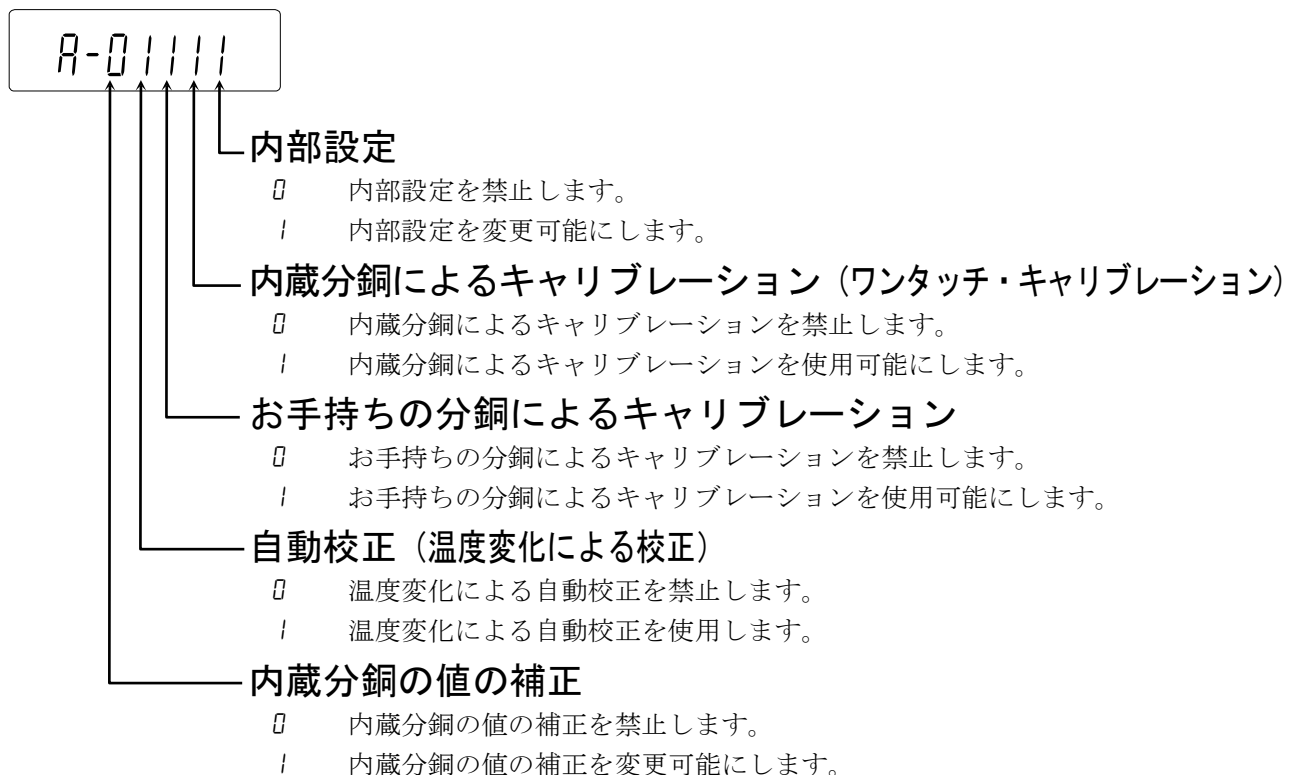 A-01111
内部設定
0 内部設定を禁止します。
1 内部設定を変更可能にします。
内蔵分銅によるキャリブレーション（ワンタッチ・キャリブレーション）
0 内蔵分銅によるキャリブレーションを禁止します。
1 内蔵分銅によるキャリブレーションを使用可能にします。
お手持ちの分銅によるキャリブレーション
0 お手持ちの分銅によるキャリブレーションを禁止します。
1 お手持ちの分銅によるキャリブレーションを使用可能にします。
自動校正（温度変化による校正）
0 温度変化による自動校正を禁止します。
1 温度変化による自動校正を使用します。
内蔵分銅の値の補正
0 内蔵分銅の値の補正を禁止します。
1 内蔵分銅の値の補正を変更可能にします。